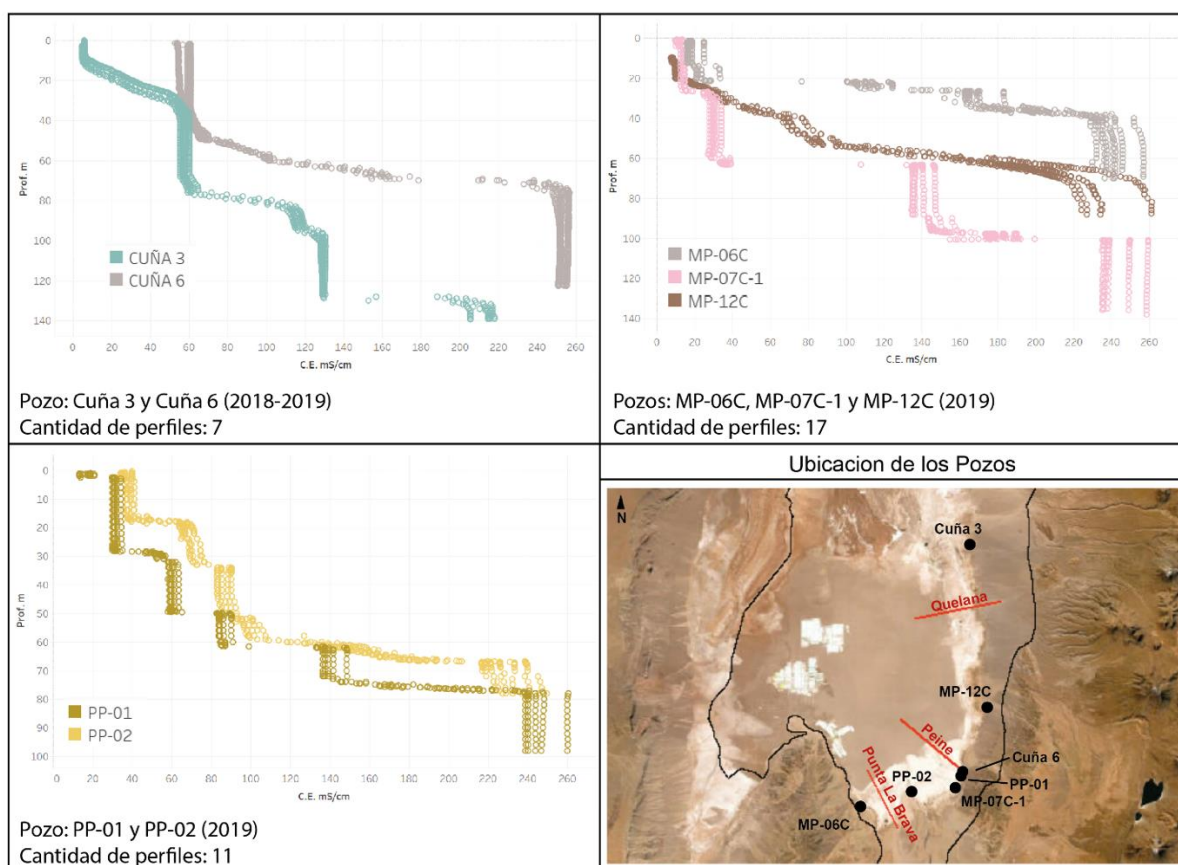 0
20
40
60
80
100
120
140
Prof. m
CUÑA 3
CUÑA 6
0 20 40 60 80 100 120 140 160 180 200 220 240 260
C.E. mS/cm
Pozo: Cuña 3 y Cuña 6 (2018-2019)
Cantidad de perfiles: 7
0
20
40
60
80
100
120
140
Prof. m
MP-06C
MP-07C-1
MP-12C
0 20 40 60 80 100 120 140 160 180 200 220 240 260
C.E. mS/cm
Pozos: MP-06C, MP-07C-1 y MP-12C (2019)
Cantidad de perfiles: 17
0
10
20
30
40
50
60
70
80
90
100
Prof. m
PP-01
PP-02
0 20 40 60 80 100 120 140 160 180 200 220 240 260
C.E. mS/cm
Pozo: PP-01 y PP-02 (2019)
Cantidad de perfiles: 11
Ubicacion de los Pozos
N
Cuña 3
Quelana
MP-12C
Peine
Cuña 6
PP-02
PP-01
Punta La Brava
MP-07C-1
MP-06C